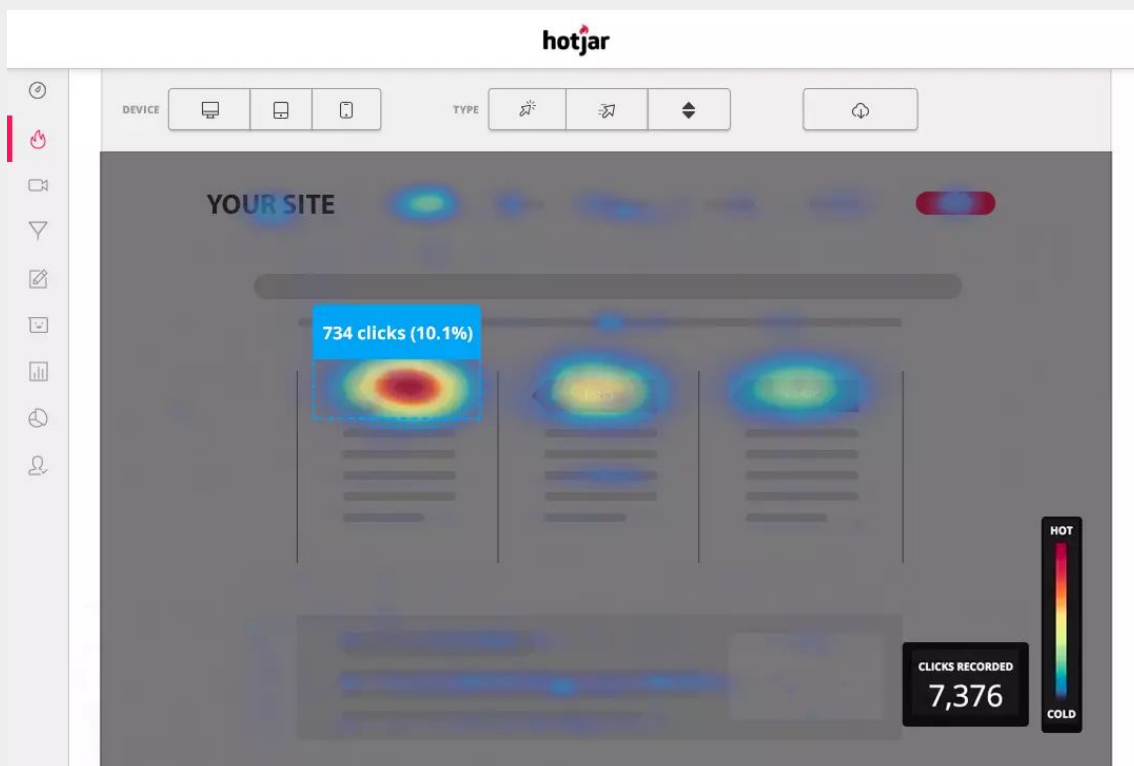 hotjar
DEVICE
TYPE
YOUR SITE
734 clicks (10.1%)
HOT
CLICKS RECORDED
7,376
COLD